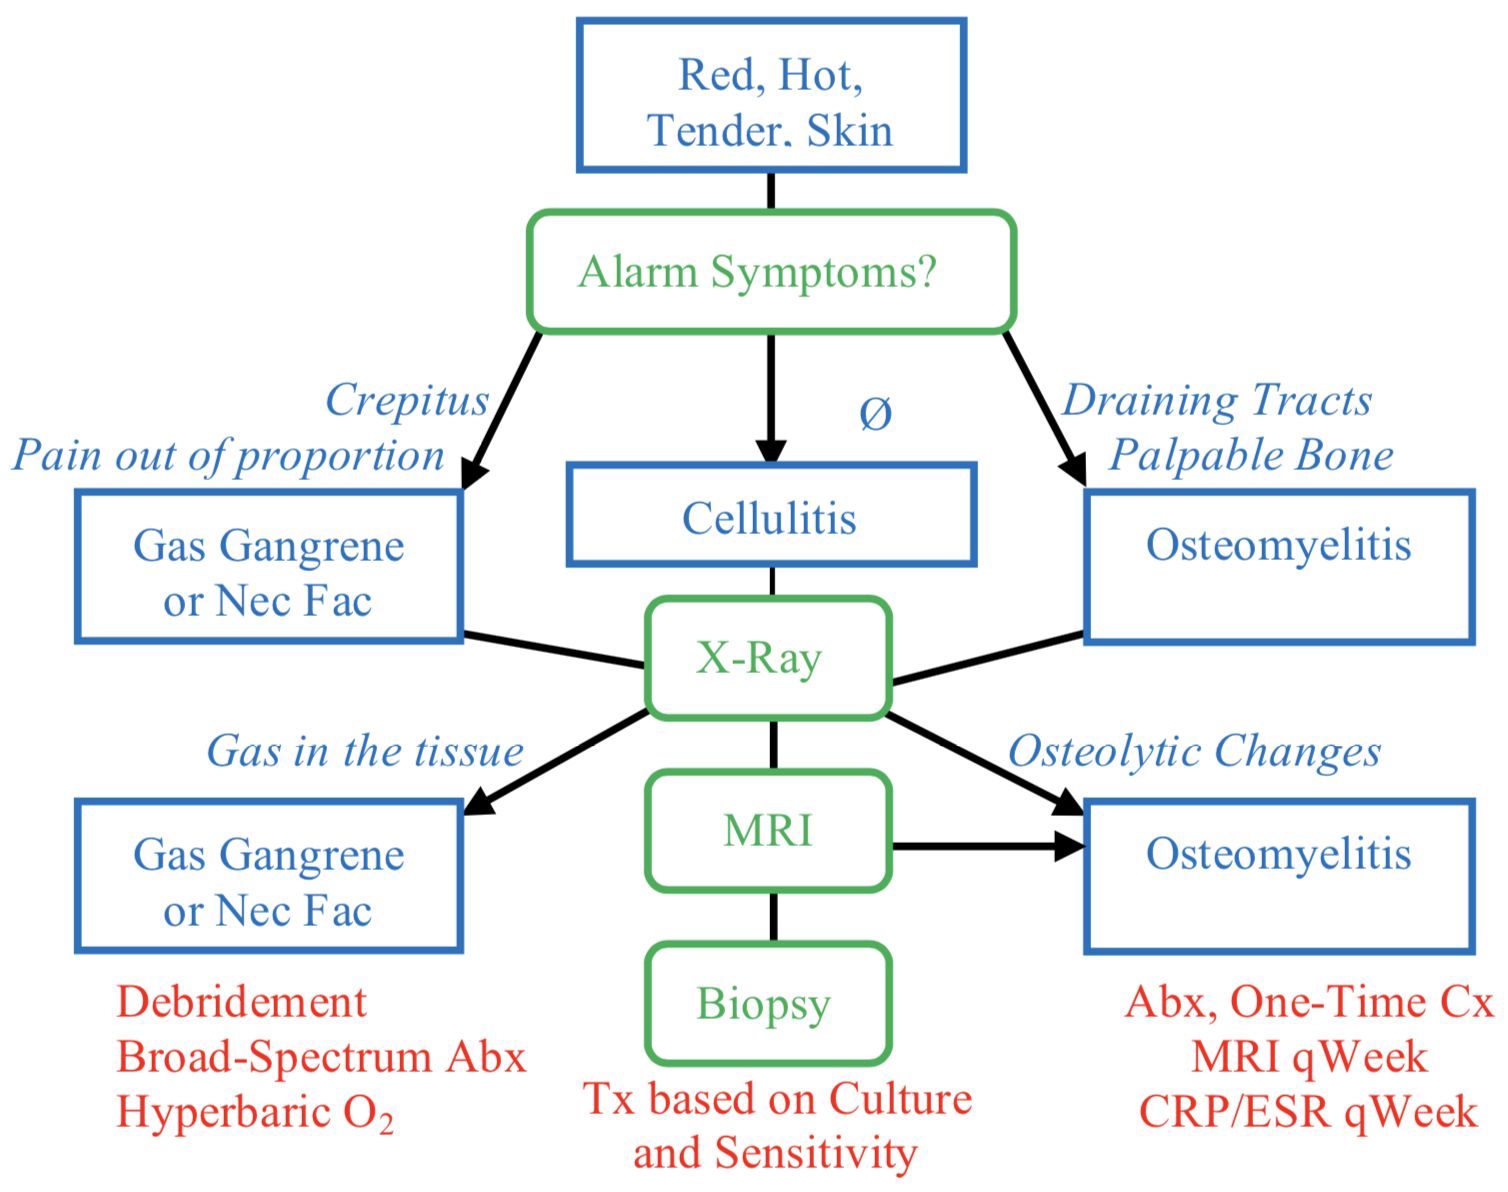 Red, Hot,
Tender, Skin
Alarm Symptoms?
Crepitus
Pain out of proportion
Ø
Draining Tracts
Palpable Bone
Gas Gangrene
or Nec Fac
Cellulitis
Osteomyelitis
X-Ray
Gas in the tissue
Osteolytic Changes
Gas Gangrene
or Nec Fac
MRI
Osteomyelitis
Biopsy
Debridement
Broad-Spectrum Abx
Hyperbaric O₂
Tx based on Culture
and Sensitivity
Abx, One-Time Cx
MRI qWeek
CRP/ESR qWeek